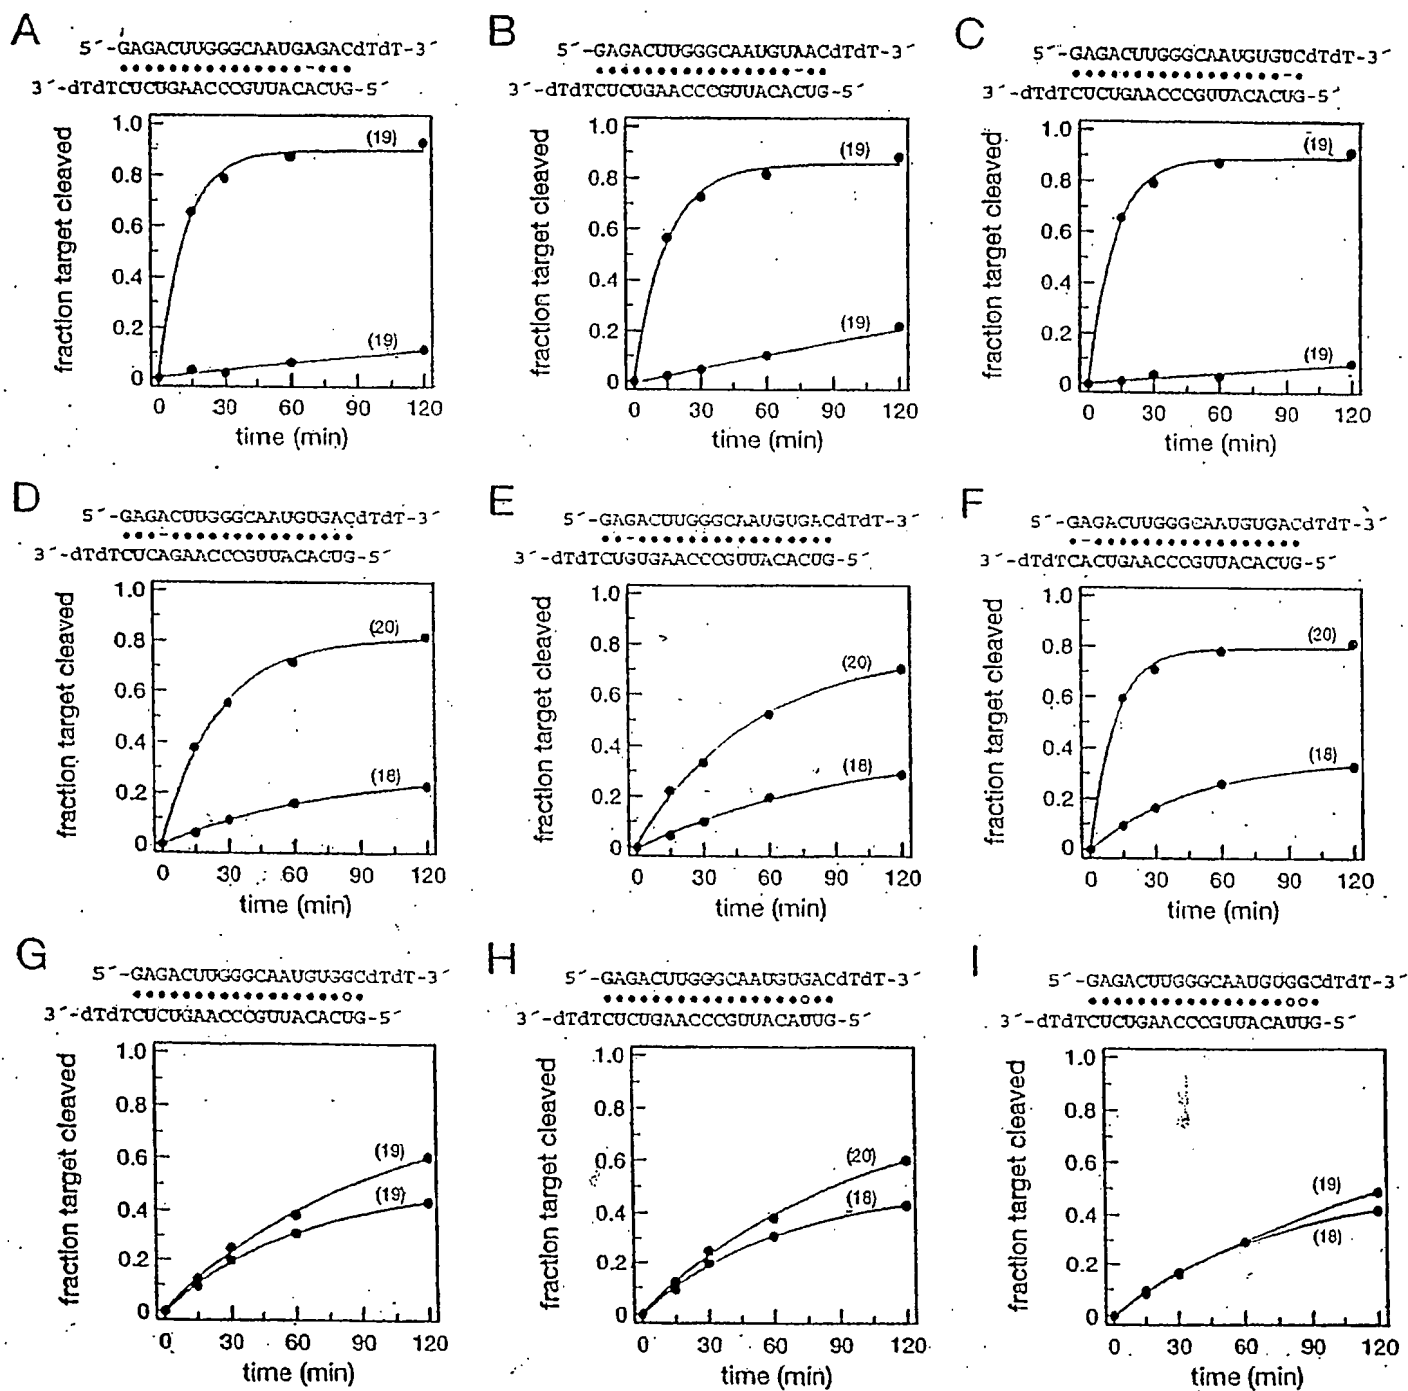 A
5´-GAGACUUGGGCAAUGAGACdTdT-3´
3´-dTdTCUCUGAACCCGUUACACUG-5´
fraction target cleaved
1.0
0.8
0.6
0.4
0.2
0
(19)
(19)
0 30 60 90 120
time (min)
B
5´-GAGACUUGGGCAAUGUAACdTdT-3´
3´-dTdTCUCUGAACCCGUUACACUG-5´
fraction target cleaved
1.0
0.8
0.6
0.4
0.2
0
(19)
(19)
0 30 60 90 120
time (min)
C
5´-GAGACUUGGGCAAUGUGUCdTdT-3´
3´-dTdTCUCUGAACCCGUUACACUG-5´
fraction target cleaved
1.0
0.8
0.6
0.4
0.2
0
(19)
(19)
0 30 60 90 120
time (min)
D
5´-GAGACUUGGGCAAUGUGACdTdT-3´
3´-dTdTCUCAGAACCCGUUACACUG-5´
fraction target cleaved
1.0
0.8
0.6
0.4
0.2
0
(20)
(18)
0 30 60 90 120
time (min)
E
5´-GAGACUUGGGCAAUGUGACdTdT-3´
3´-dTdTCUGUGAACCCGUUACACUG-5´
fraction target cleaved
1.0
0.8
0.6
0.4
0.2
0
(20)
(18)
0 30 60 90 120
time (min)
F
5´-GAGACUUGGGCAAUGUGACdTdT-3´
3´-dTdTCACUGAACCCGUUACACUG-5´
fraction target cleaved
1.0
0.8
0.6
0.4
0.2
0
(20)
(18)
0 30 60 90 120
time (min)
G
5´-GAGACUUGGGCAAUGUGGCdTdT-3´
3´-dTdTCUCUGAACCCGUUACACUG-5´
fraction target cleaved
1.0
0.8
0.6
0.4
0.2
0
(19)
(19)
0 30 60 90 120
time (min)
H
5´-GAGACUUGGGCAAUGUGACdTdT-3´
3´-dTdTCUCUGAACCCGUUACAUUG-5´
fraction target cleaved
1.0
0.8
0.6
0.4
0.2
0
(20)
(18)
0 30 60 90 120
time (min)
I
5´-GAGACUUGGGCAAUGUGGCdTdT-3´
3´-dTdTCUCUGAACCCGUUACAUUG-5´
fraction target cleaved
1.0
0.8
0.6
0.4
0.2
0
(19)
(18)
0 30 60 90 120
time (min)